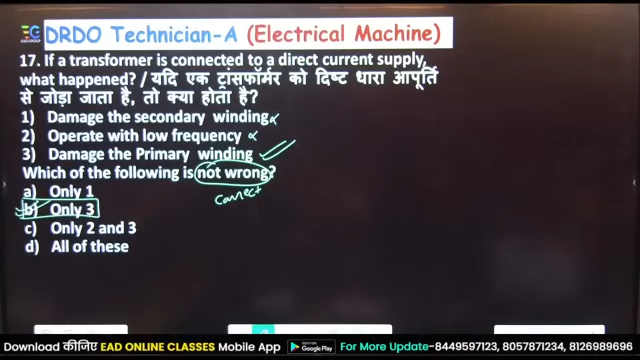 EG
EAD GROUP
DRDO Technician-A (Electrical Machine)
17. If a transformer is connected to a direct current supply,
what happened? / यदि एक ट्रांसफॉर्मर को दिष्ट धारा आपूर्ति
से जोड़ा जाता है, तो क्या होता है?
1) Damage the secondary winding
2) Operate with low frequency
3) Damage the Primary winding
Which of the following is not wrong?
correct
a) Only 1
b) Only 3
c) Only 2 and 3
d) All of these
Download कीजिए EAD ONLINE CLASSES Mobile App Google Play For More Update-8449597123, 8057871234, 8126989696